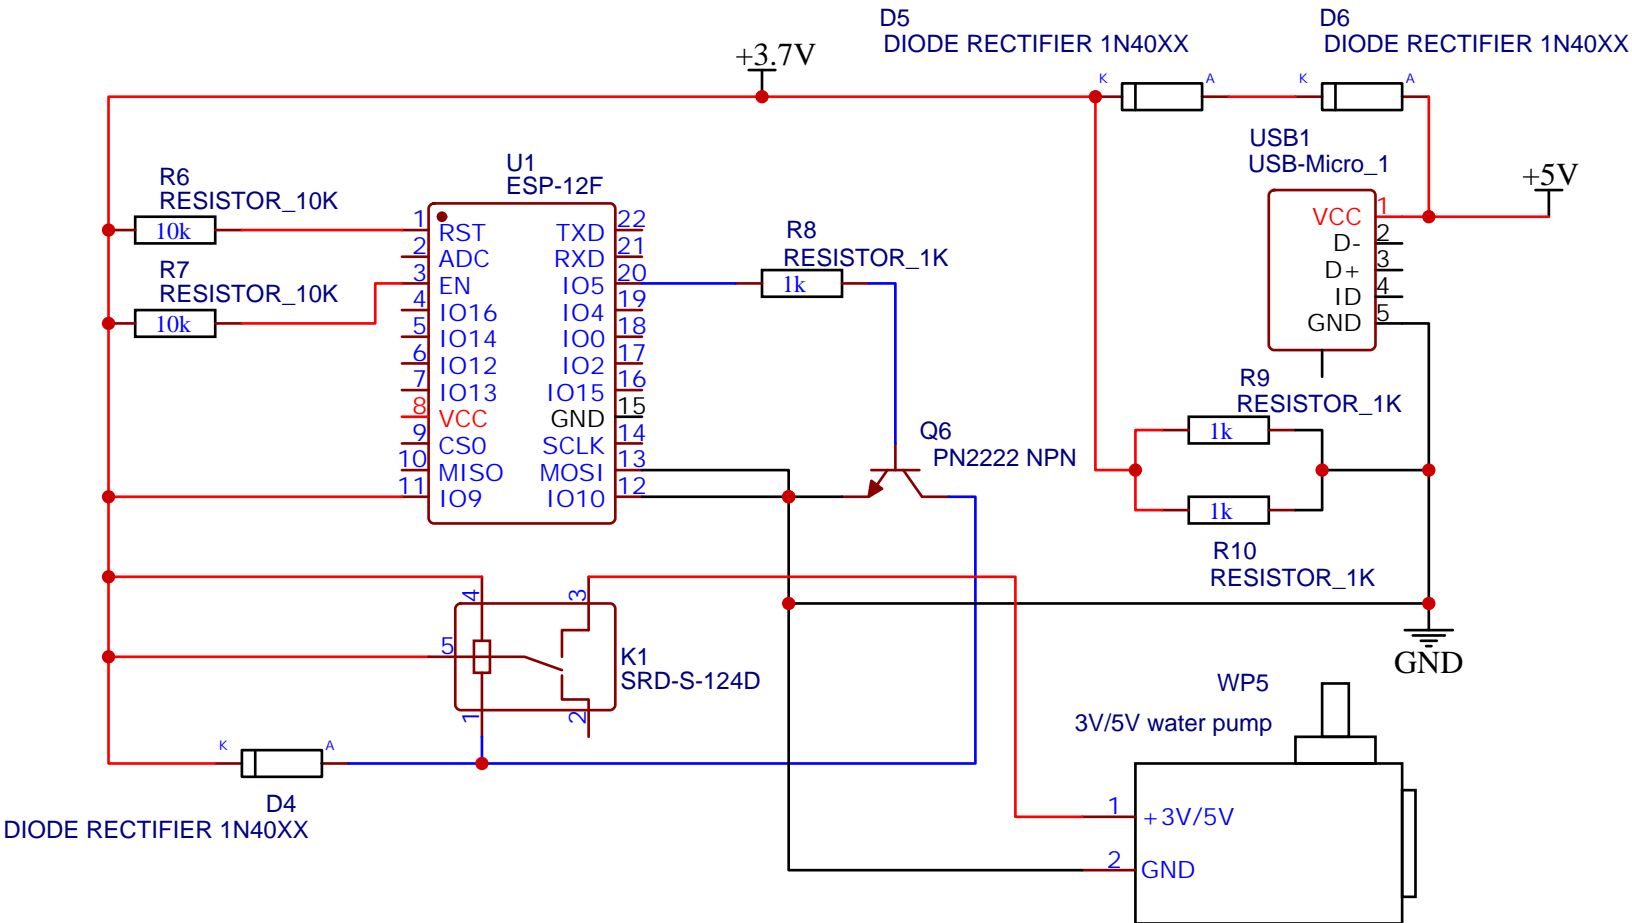 D5
DIODE RECTIFIER 1N40XX
D6
DIODE RECTIFIER 1N40XX
+3.7V
K
A
K
A
USB1
USB-Micro_1
+5V
VCC 1
D- 2
D+ 3
ID 4
GND 5
U1
ESP-12F
R6
RESISTOR_10K
10k
R7
RESISTOR_10K
10k
1 RST
2 ADC
3 EN
4 IO16
5 IO14
6 IO12
7 IO13
8 VCC
9 CS0
10 MISO
11 IO9
TXD 22
RXD 21
IO5 20
IO4 19
IO0 18
IO2 17
IO15 16
GND 15
SCLK 14
MOSI 13
IO10 12
R8
RESISTOR_1K
1k
Q6
PN2222 NPN
R9
RESISTOR_1K
1k
1k
R10
RESISTOR_1K
GND
4
3
5
1
2
K1
SRD-S-124D
K
A
D4
DIODE RECTIFIER 1N40XX
WP5
3V/5V water pump
1 +3V/5V
2 GND